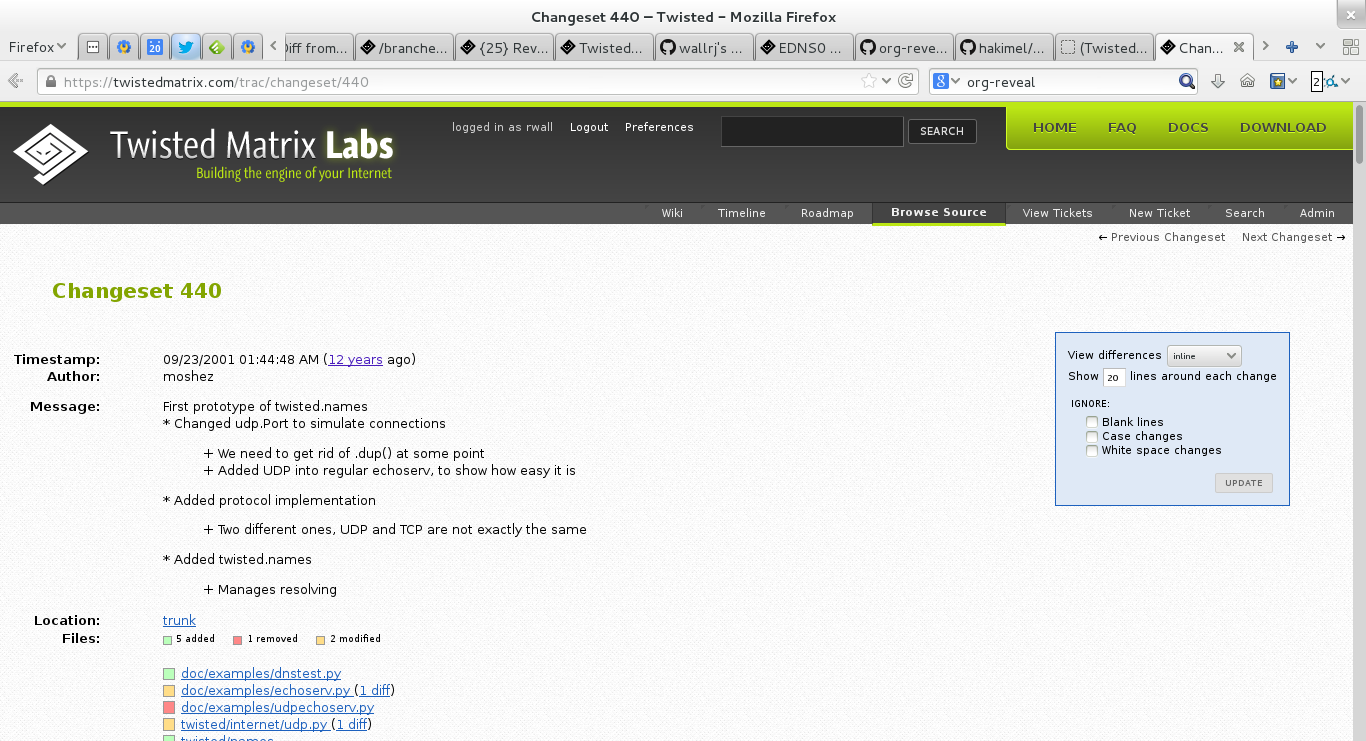 Changeset 440 – Twisted - Mozilla Firefox
Firefox
20
Diff from...
/branche...
{25} Rev...
Twisted...
wallrj's ...
EDNS0 ...
org-reve...
hakimel/...
(Twisted...
Chan...
https://twistedmatrix.com/trac/changeset/440
8
org-reveal
2
Twisted Matrix Labs
Building the engine of your Internet
logged in as rwall
Logout
Preferences
SEARCH
HOME
FAQ
DOCS
DOWNLOAD
Wiki
Timeline
Roadmap
Browse Source
View Tickets
New Ticket
Search
Admin
← Previous Changeset
Next Changeset →
Changeset 440
Timestamp: 09/23/2001 01:44:48 AM (12 years ago)
Author: moshez
Message: First prototype of twisted.names
* Changed udp.Port to simulate connections
+ We need to get rid of .dup() at some point
+ Added UDP into regular echoserv, to show how easy it is
* Added protocol implementation
+ Two different ones, UDP and TCP are not exactly the same
* Added twisted.names
+ Manages resolving
Location: trunk
Files: 5 added 1 removed 2 modified
doc/examples/dnstest.py
doc/examples/echoserv.py (1 diff)
doc/examples/udpechoserv.py
twisted/internet/udp.py (1 diff)
twisted/names
View differences inline
Show 20 lines around each change
IGNORE:
Blank lines
Case changes
White space changes
UPDATE